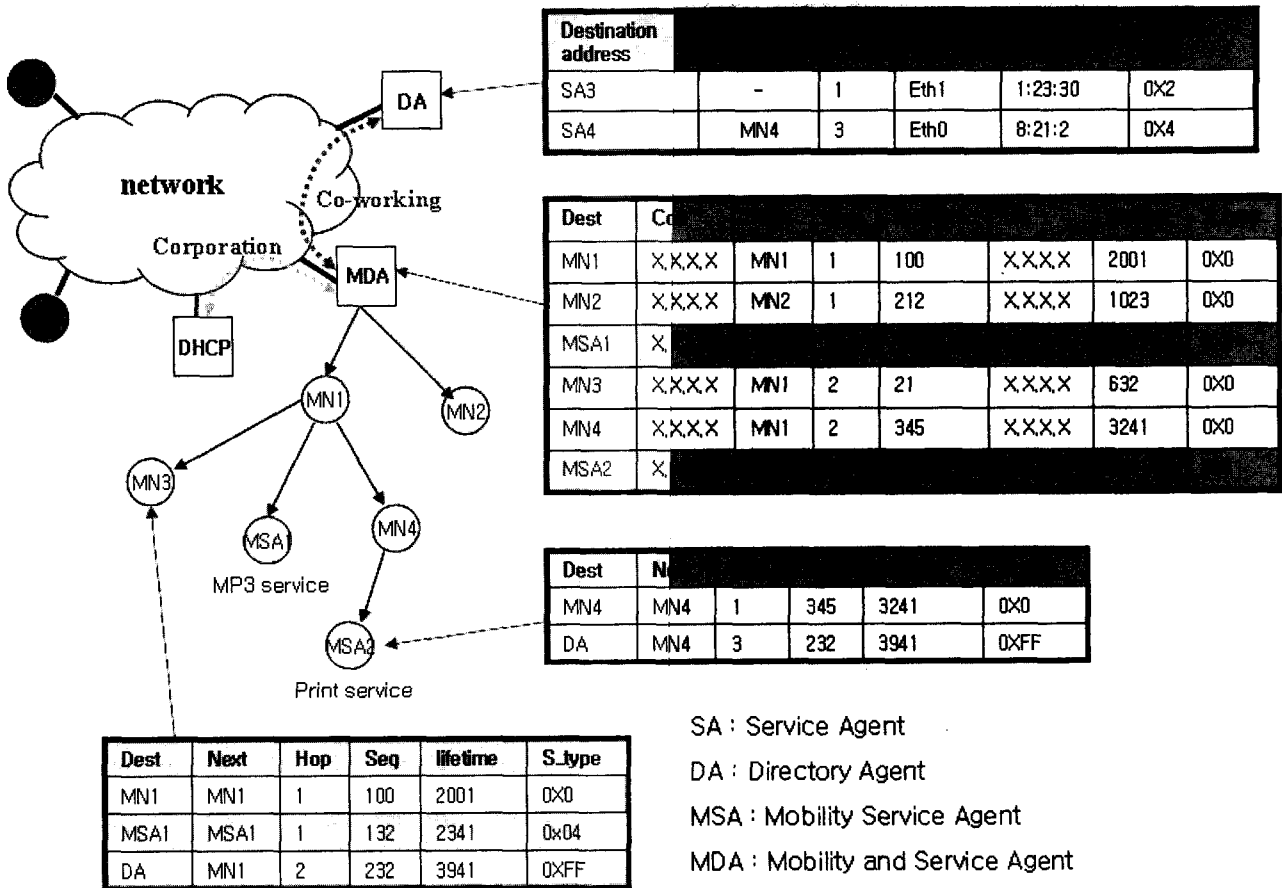 Destination address
SA3 - 1 Eth1 1:23:30 0X2
SA4 MN4 3 Eth0 8:21:2 0X4
DA
network
Co-working
Corporation
MDA
DHCP
Dest
MN1 X,X,X,X MN1 1 100 X,X,X,X 2001 0X0
MN2 X,X,X,X MN2 1 212 X,X,X,X 1023 0X0
MSA1 X,
MN3 X,X,X,X MN1 2 21 X,X,X,X 632 0X0
MN4 X,X,X,X MN1 2 345 X,X,X,X 3241 0X0
MSA2 X,
MN1
MN2
MN3
MSA1
MN4
MP3 service
MSA2
Print service
Dest
MN4 MN4 1 345 3241 0X0
DA MN4 3 232 3941 0XFF
Dest Next Hop Seq lifetime S_type
MN1 MN1 1 100 2001 0X0
MSA1 MSA1 1 132 2341 0x04
DA MN1 2 232 3941 0XFF
SA : Service Agent
DA : Directory Agent
MSA : Mobility Service Agent
MDA : Mobility and Service Agent